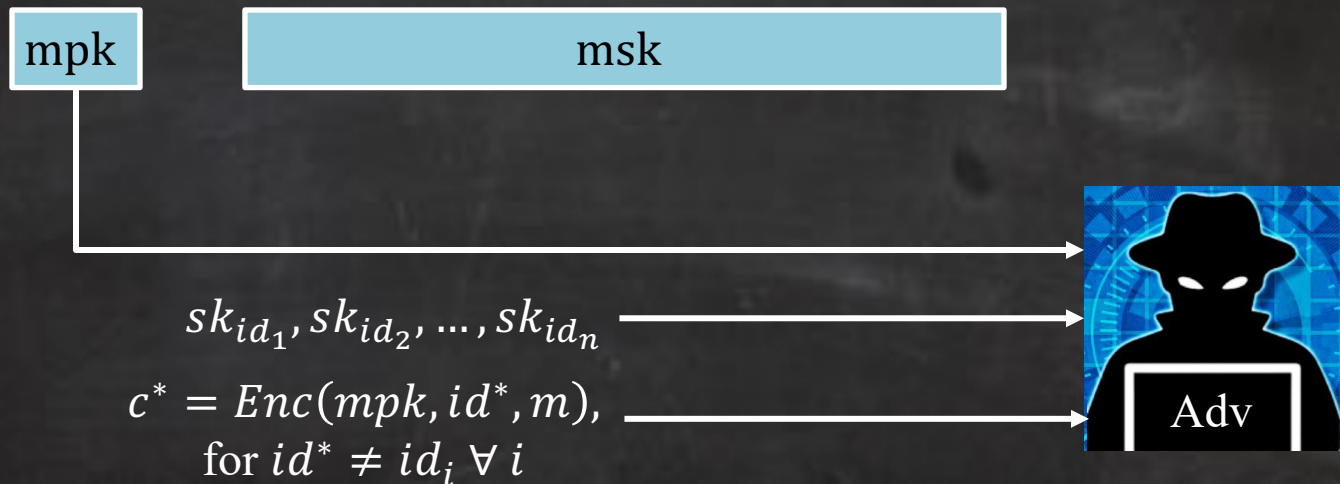 mpk
msk
sk_{id_1}, sk_{id_2}, … , sk_{id_n}
c^* = Enc(mpk, id^*, m),
for id^* ≠ id_i ∀ i
Adv